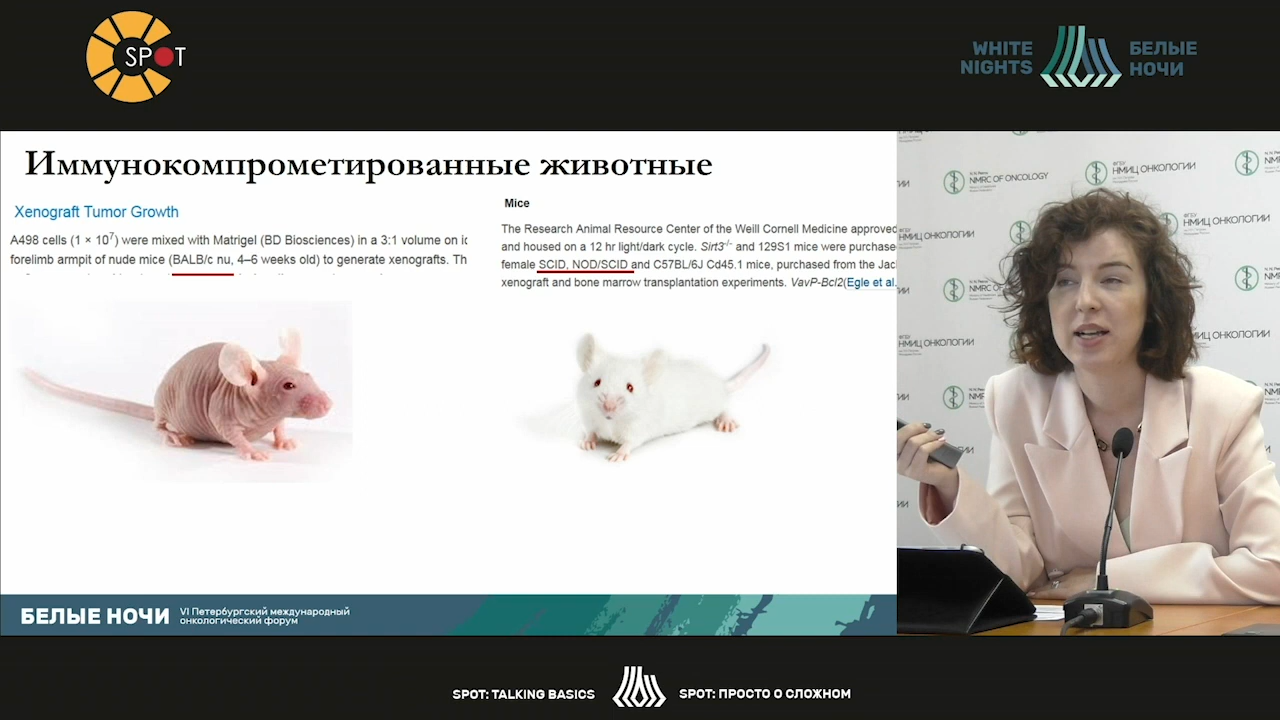 SPOT
WHITE
NIGHTS
БЕЛЫЕ
НОЧИ
Иммунокомпрометированные животные
Xenograft Tumor Growth
A498 cells (1 × 10⁷) were mixed with Matrigel (BD Biosciences) in a 3:1 volume on
forelimb armpit of nude mice (BALB/c nu, 4–6 weeks old) to generate xenografts.
Mice
The Research Animal Resource Center of the Weill Cornell Medicine approved
and housed on a 12 hr light/dark cycle. Sirt3⁻/⁻ and 129S1 mice were purchase
female SCID, NOD/SCID and C57BL/6J Cd45.1 mice, purchased from the Jac
xenograft and bone marrow transplantation experiments. VavP-Bcl2(Egle et al.
NMRC OF ONCOLOGY
НМИЦ ОНКОЛОГИИ
НМИЦ ОНКОЛОГИИ
НМИЦ ОНКОЛОГИИ
БЕЛЫЕ НОЧИ
VI Петербургский международный
онкологический форум
SPOT: TALKING BASICS
SPOT: ПРОСТО О СЛОЖНОМ